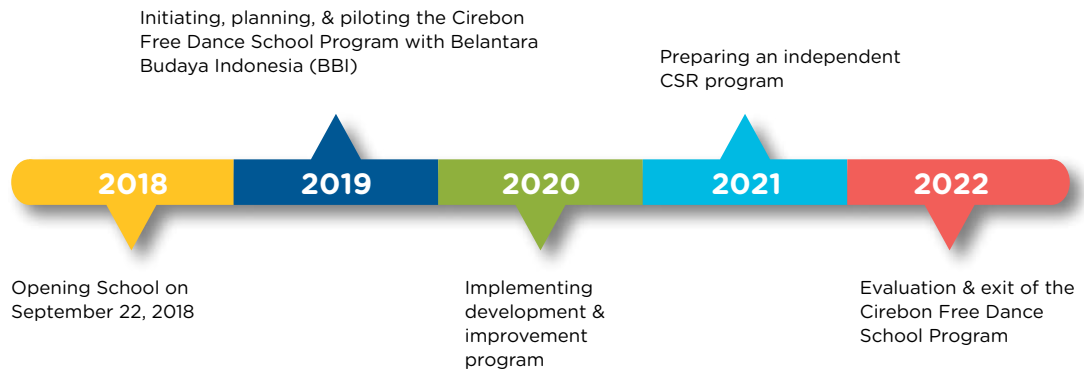 Initiating, planning, & piloting the Cirebon
Free Dance School Program with Belantara
Budaya Indonesia (BBI)
Preparing an independent
CSR program
2018
2019
2020
2021
2022
Opening School on
September 22, 2018
Implementing
development &
improvement
program
Evaluation & exit of the
Cirebon Free Dance
School Program